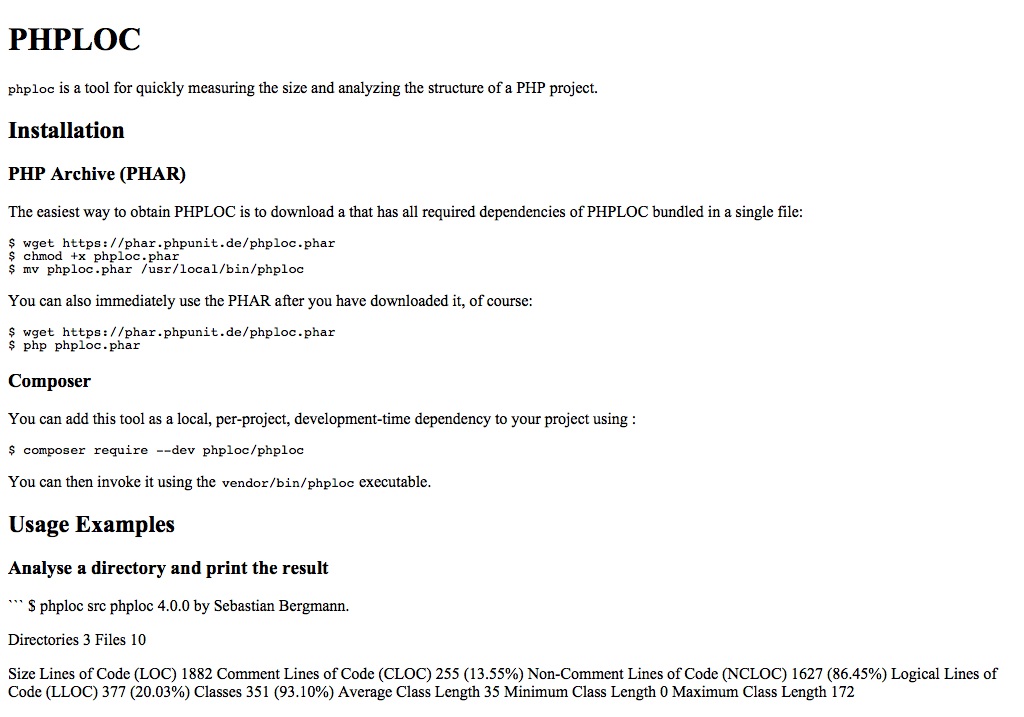 PHPLOC
phploc is a tool for quickly measuring the size and analyzing the structure of a PHP project.
Installation
PHP Archive (PHAR)
The easiest way to obtain PHPLOC is to download a that has all required dependencies of PHPLOC bundled in a single file:
$ wget https://phar.phpunit.de/phploc.phar
$ chmod +x phploc.phar
$ mv phploc.phar /usr/local/bin/phploc
You can also immediately use the PHAR after you have downloaded it, of course:
$ wget https://phar.phpunit.de/phploc.phar
$ php phploc.phar
Composer
You can add this tool as a local, per-project, development-time dependency to your project using :
$ composer require --dev phploc/phploc
You can then invoke it using the vendor/bin/phploc executable.
Usage Examples
Analyse a directory and print the result
``` $ phploc src phploc 4.0.0 by Sebastian Bergmann.
Directories 3 Files 10
Size Lines of Code (LOC) 1882 Comment Lines of Code (CLOC) 255 (13.55%) Non-Comment Lines of Code (NCLOC) 1627 (86.45%) Logical Lines of
Code (LLOC) 377 (20.03%) Classes 351 (93.10%) Average Class Length 35 Minimum Class Length 0 Maximum Class Length 172